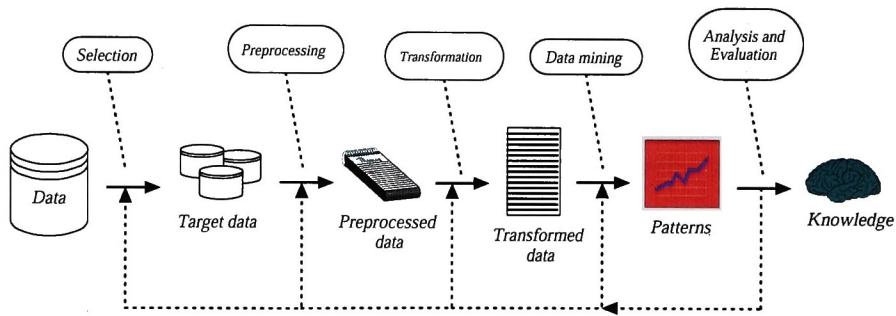 Selection
Preprocessing
Transformation
Data mining
Analysis and
Evaluation
Data
Target data
Preprocessed
data
Transformed
data
Patterns
Knowledge